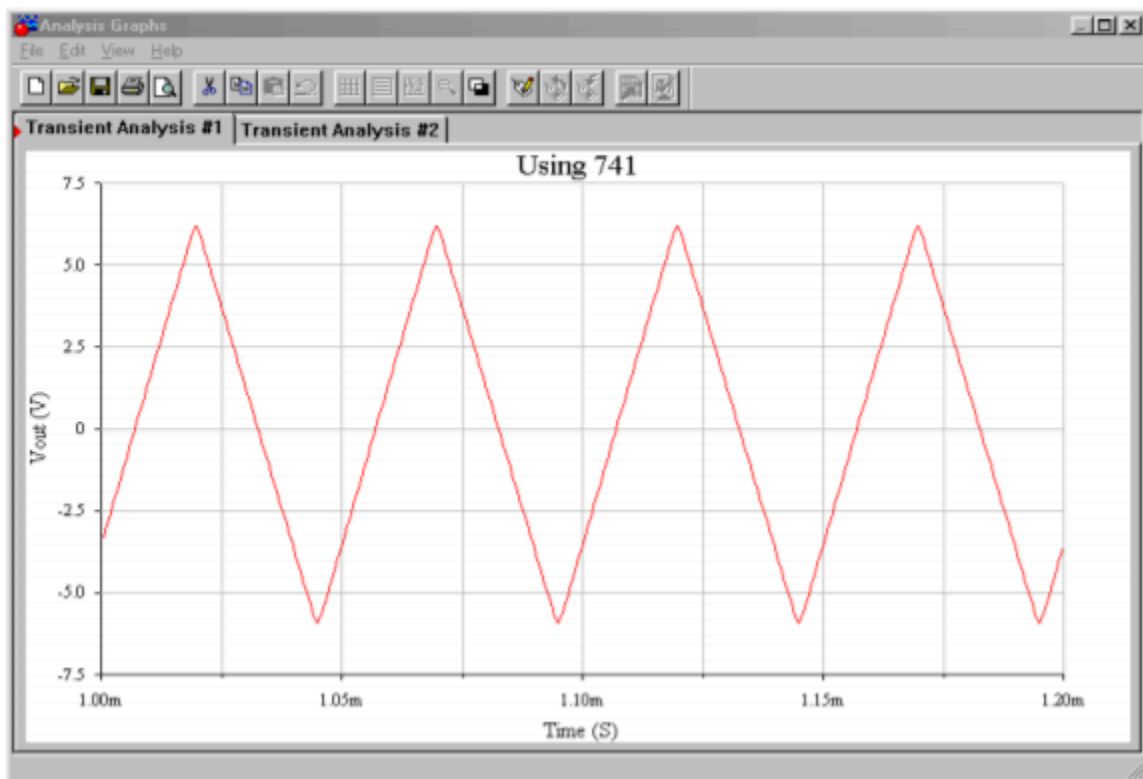 Analysis Graphs
File Edit View Help
Transient Analysis #1 Transient Analysis #2
Using 741
7.5
5.0
2.5
0
-2.5
-5.0
-7.5
Vout (V)
1.00m 1.05m 1.10m 1.15m 1.20m
Time (S)